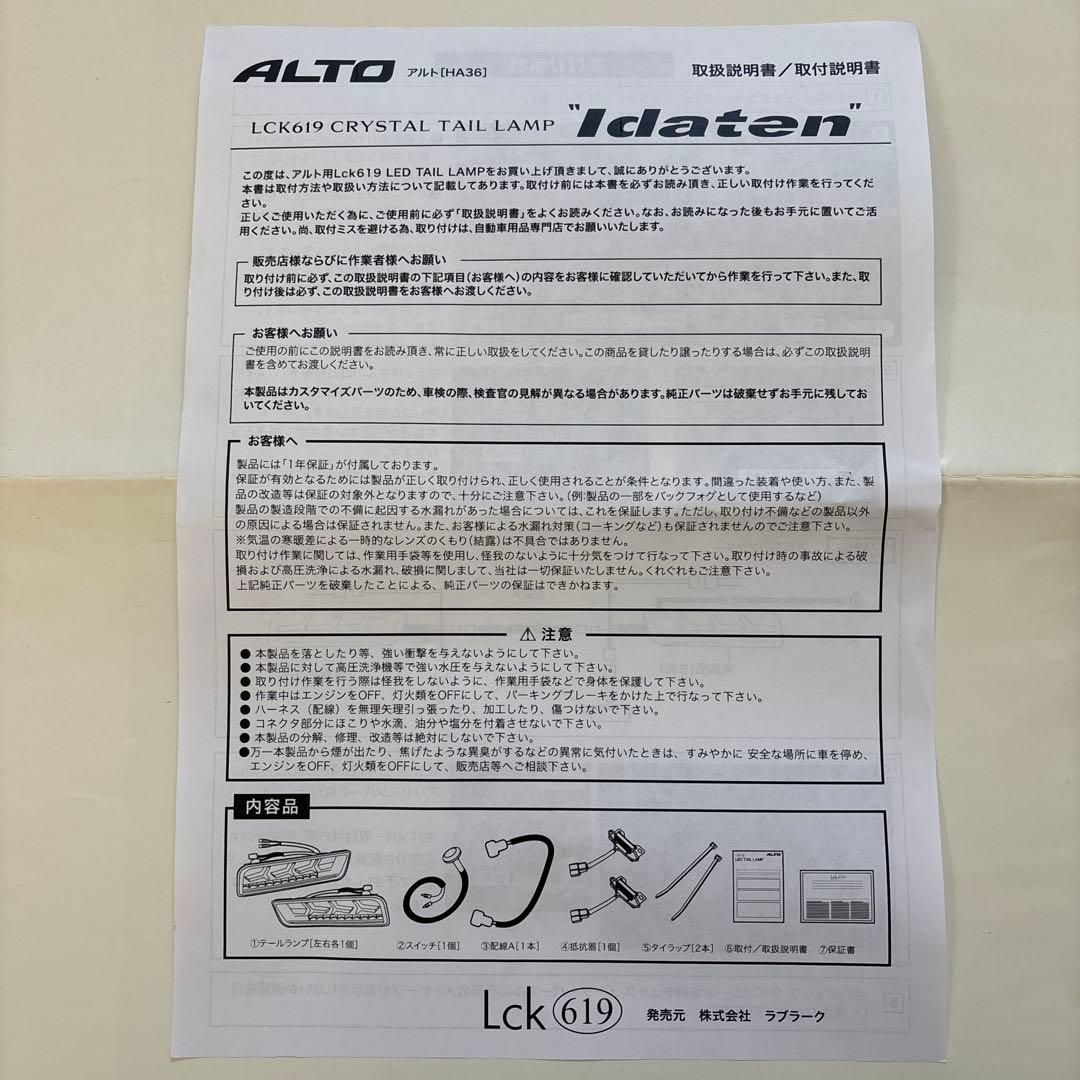 ALTO アルト[HA36] 取扱説明書／取付説明書
LCK619 CRYSTAL TAIL LAMP "Idaten"
この度は、アルト用Lck619 LED TAIL LAMPをお買い上げ頂きまして、誠にありがとうございます。
本書は取付方法や取扱い方法について記載してあります。取付け前には本書を必ずお読み頂き、正しい取付け作業を行ってくだ
さい。
正しくご使用いただく為に、ご使用前に必ず「取扱説明書」をよくお読みください。なお、お読みになった後もお手元に置いてご活
用ください。尚、取付ミスを避ける為、取り付けは、自動車用品専門店でお願いいたします。
販売店様ならびに作業者様へお願い
取り付け前に必ず、この取扱説明書の下記項目（お客様へ）の内容をお客様に確認していただいてから作業を行って下さい。また、取
り付け後は必ず、この取扱説明書をお客様へお渡しください。
お客様へお願い
ご使用の前にこの説明書をお読み頂き、常に正しい取扱をしてください。この商品を貸したり譲ったりする場合は、必ずこの取扱説明
書を含めてお渡しください。
本製品はカスタマイズパーツのため、車検の際、検査官の見解が異なる場合があります。純正パーツは破棄せずお手元に残してお
いてください。
お客様へ
製品には「1年保証」が付属しております。
保証が有効となるためには製品が正しく取り付けられ、正しく使用されることが条件となります。間違った装着や使い方、また、製
品の改造等は保証の対象外となりますので、十分にご注意下さい。（例:製品の一部をバックフォグとして使用するなど）
製品の製造段階での不備に起因する水漏れがあった場合については、これを保証します。ただし、取り付け不備などの製品以外
の原因による場合は保証されません。また、お客様による水漏れ対策（コーキングなど）も保証されませんのでご注意下さい。
※気温の寒暖差による一時的なレンズのくもり（結露）は不具合ではありません。
取り付け作業に関しては、作業用手袋等を使用し、怪我のないように十分気をつけて行なって下さい。取り付け時の事故による破
損および高圧洗浄による水漏れ、破損に関しまして、当社は一切保証いたしません。くれぐれもご注意下さい。
上記純正パーツを破棄したことによる、純正パーツの保証はできかねます。
⚠ 注意
● 本製品を落としたり等、強い衝撃を与えないようにして下さい。
● 本製品に対して高圧洗浄機等で強い水圧を与えないようにして下さい。
● 取り付け作業を行う際は怪我をしないように、作業用手袋などで身体を保護して下さい。
● 作業中はエンジンをOFF、灯火類をOFFにして、パーキングブレーキをかけた上で行なって下さい。
● ハーネス（配線）を無理矢理引っ張ったり、加工したり、傷つけないで下さい。
● コネクタ部分にほこりや水滴、油分や塩分を付着させないで下さい。
● 本製品の分解、修理、改造等は絶対にしないで下さい。
●万一本製品から煙が出たり、焦げたような異臭がするなどの異常に気付いたときは、すみやかに 安全な場所に車を停め、
エンジンをOFF、灯火類をOFFにして、販売店等へご相談下さい。
内容品
ALTO
LED TAIL LAMP
①テールランプ[左右各1個] ②スイッチ[1個] ③配線A[1本] ④抵抗器[1個] ⑤タイラップ[2本] ⑥取付／取扱説明書 ⑦保証書
Lck 619 発売元 株式会社 ラブラーク